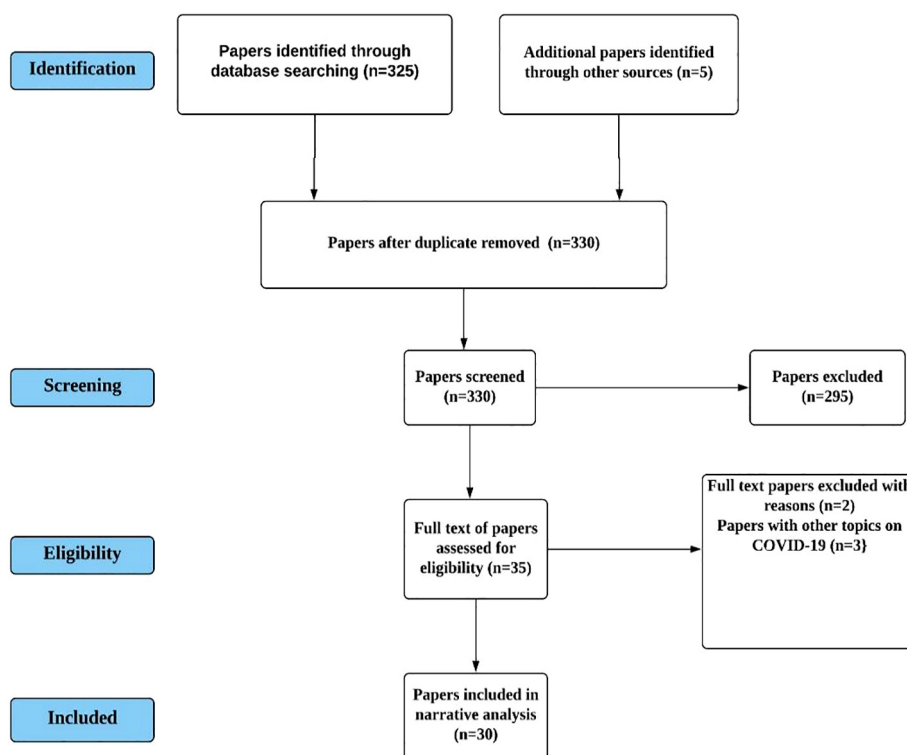 Identification
Papers identified through
database searching (n=325)
Additional papers identified
through other sources (n=5)
Papers after duplicate removed (n=330)
Screening
Papers screened
(n=330)
Papers excluded
(n=295)
Eligibility
Full text of papers
assessed for
eligibility (n=35)
Full text papers excluded with
reasons (n=2)
Papers with other topics on
COVID-19 (n=3}
Included
Papers included in
narrative analysis
(n=30)